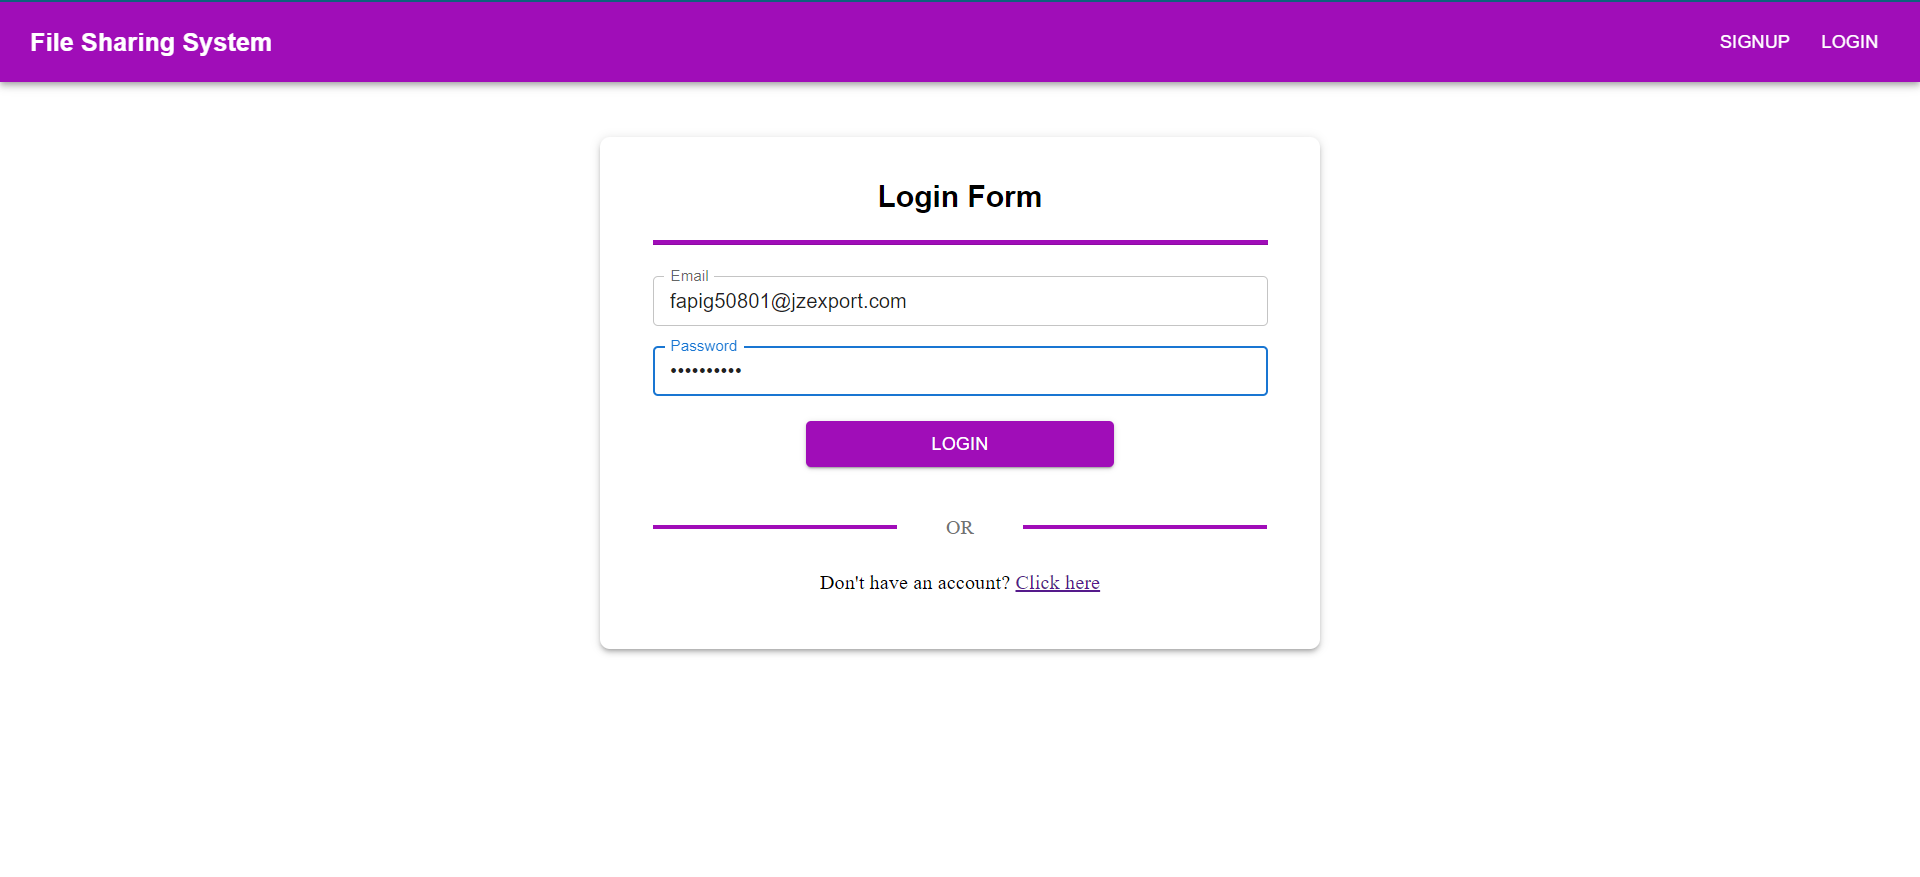 File Sharing System
SIGNUP LOGIN
Login Form
Email
fapig50801@jzexport.com
Password
••••••••••
LOGIN
OR
Don't have an account? Click here